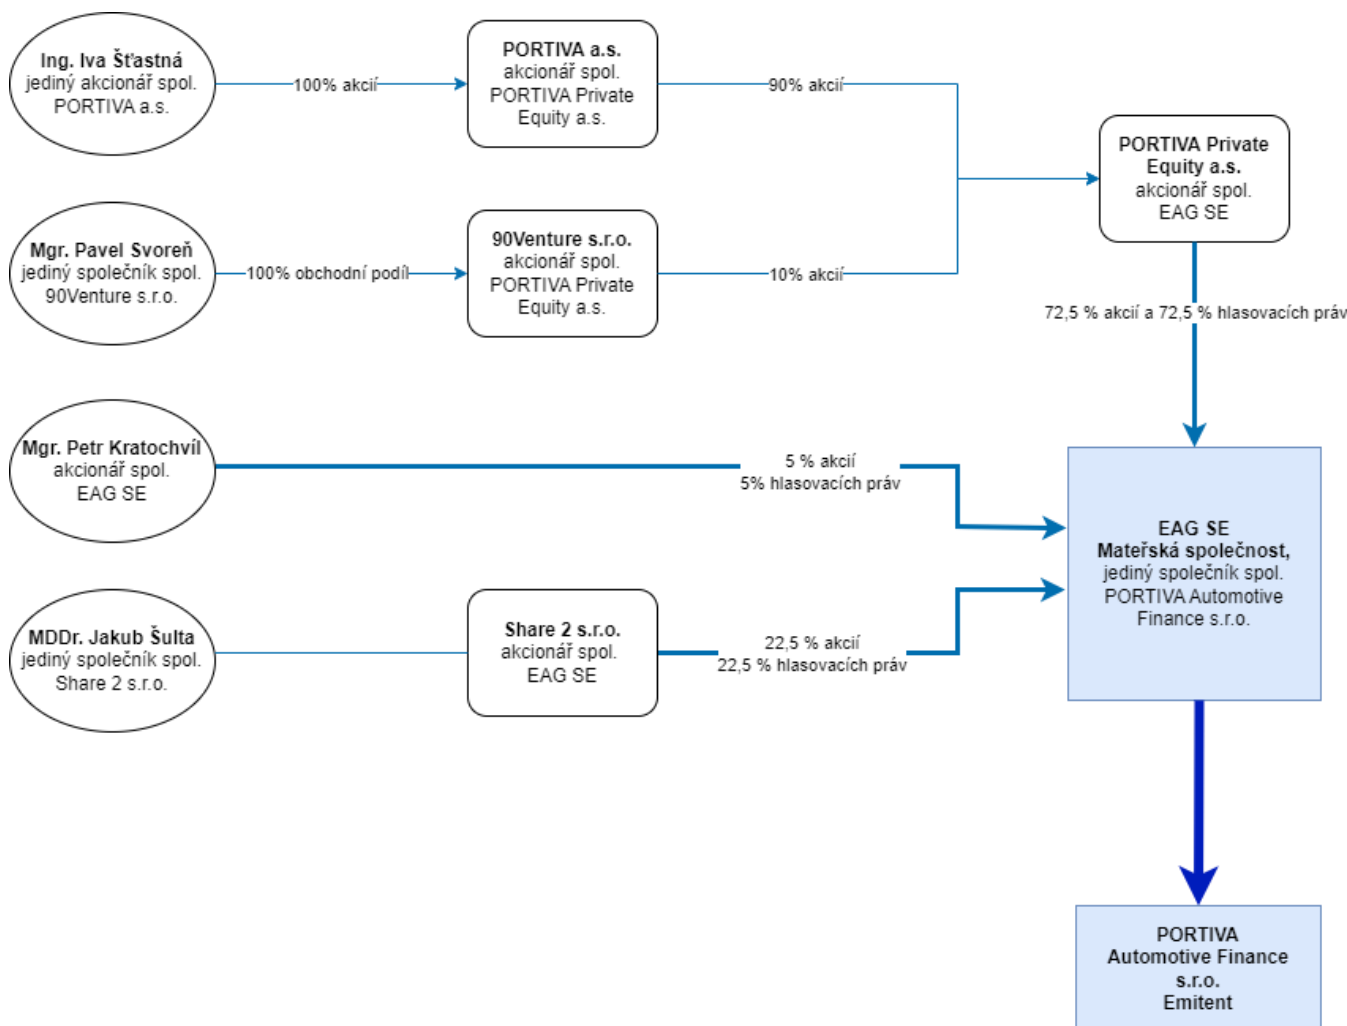 Ing. Iva Šťastná
jediný akcionář spol.
PORTIVA a.s.
100% akcií
PORTIVA a.s.
akcionář spol.
PORTIVA Private
Equity a.s.
90% akcií
PORTIVA Private
Equity a.s.
akcionář spol.
EAG SE
Mgr. Pavel Svoreň
jediný společník spol.
90Venture s.r.o.
100% obchodní podíl
90Venture s.r.o.
akcionář spol.
PORTIVA Private
Equity a.s.
10% akcií
72,5 % akcií a 72,5 % hlasovacích práv
Mgr. Petr Kratochvíl
akcionář spol.
EAG SE
5 % akcií
5% hlasovacích práv
EAG SE
Mateřská společnost,
jediný společník spol.
PORTIVA Automotive
Finance s.r.o.
MDDr. Jakub Šulta
jediný společník spol.
Share 2 s.r.o.
Share 2 s.r.o.
akcionář spol.
EAG SE
22,5 % akcií
22,5 % hlasovacích práv
PORTIVA
Automotive Finance
s.r.o.
Emitent